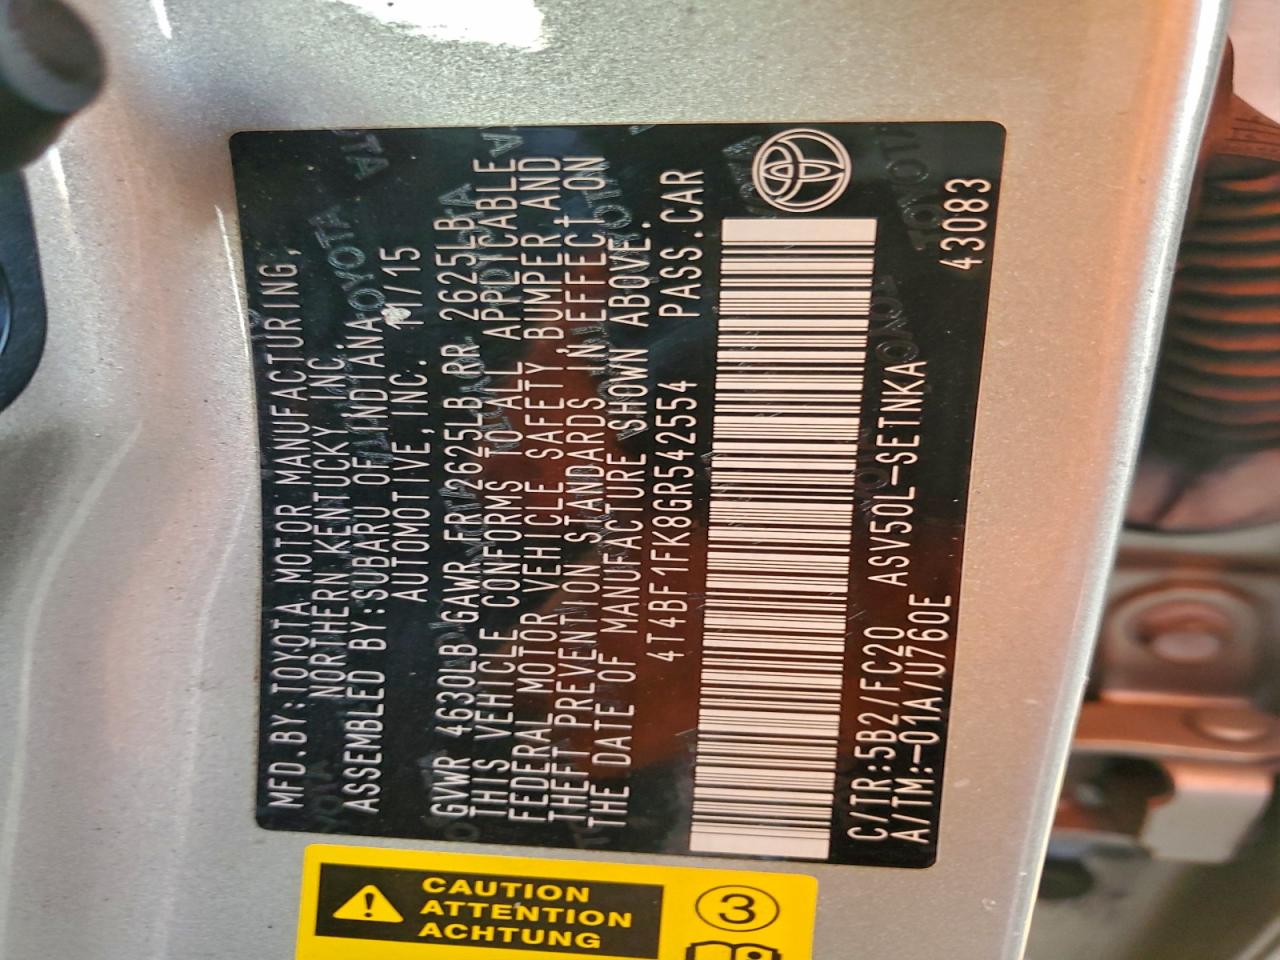 MFD.BY:TOYOTA MOTOR MANUFACTURING,
NORTHERN KENTUCKY INC.
ASSEMBLED BY:SUBARU OF INDIANA
AUTOMOTIVE, INC. 11/15
GVWR 4630LB GAWR FR 2625LB RR 2625LB
THIS VEHICLE CONFORMS TO ALL APPLICABLE
FEDERAL MOTOR VEHICLE SAFETY,BUMPER,AND
THEFT PREVENTION STANDARDS IN EFFECT ON
THE DATE OF MANUFACTURE SHOWN ABOVE.
4T4BF1FK8GR542554 PASS.CAR
C/TR:5B2/FC20 ASV50L-SETNKA
A/TM:-01A/U760E 43083
CAUTION
ATTENTION
ACHTUNG
3